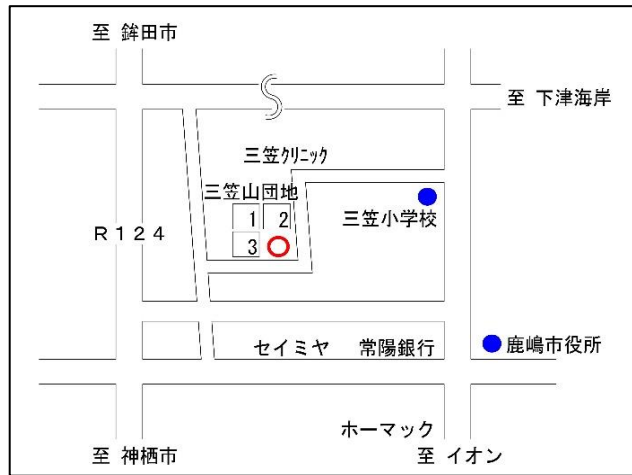 至 鉾田市
至 下津海岸
三笠ｸﾘﾆｯｸ
三笠山団地
1 2
三笠小学校
R124
3
セイミヤ 常陽銀行 鹿嶋市役所
ホーマック
至 神栖市 至 イオン